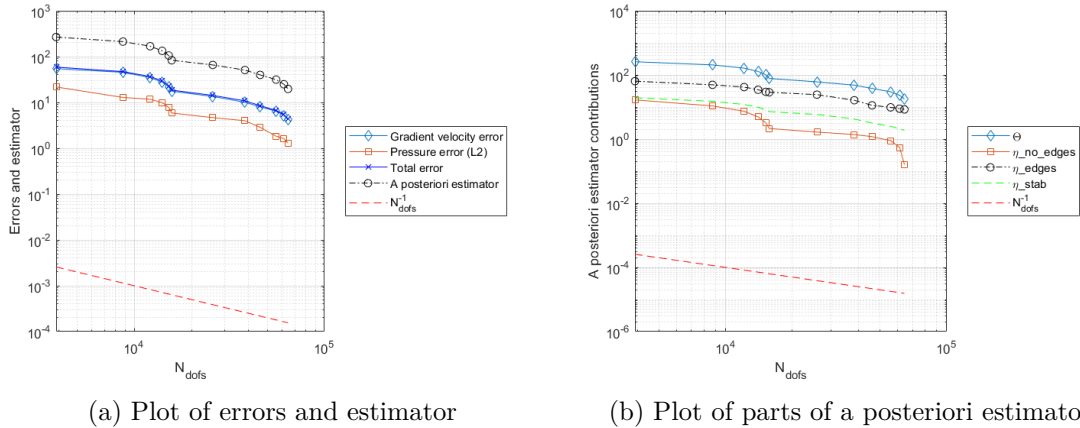 10^3
10^2
10^1
10^0
10^-1
10^-2
10^-3
10^-4
Errors and estimator
10^4
10^5
N_dofs
Gradient velocity error
Pressure error (L2)
Total error
A posteriori estimator
N_dofs^-1
(a) Plot of errors and estimator
10^4
10^2
10^0
10^-2
10^-4
10^-6
A posteriori estimator contributions
10^4
10^5
N_dofs
Θ
η_no_edges
η_edges
η_stab
N_dofs^-1
(b) Plot of parts of a posteriori estimato